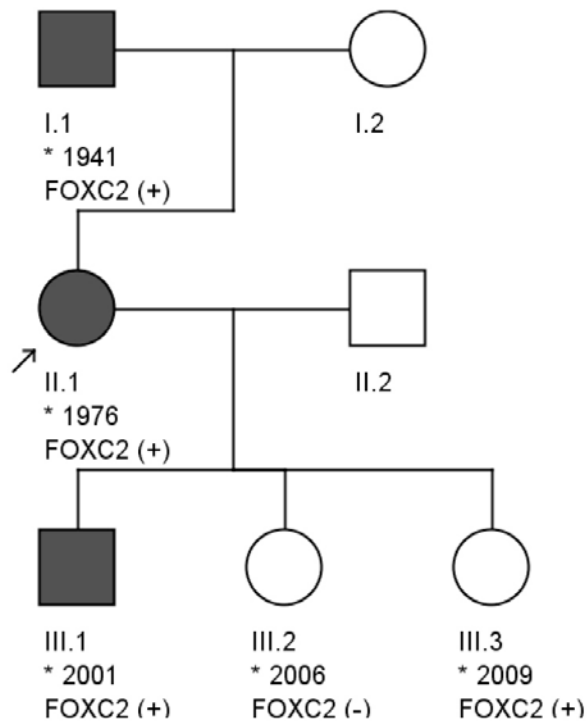 I.1
* 1941
FOXC2 (+)
I.2
II.1
* 1976
FOXC2 (+)
II.2
III.1
* 2001
FOXC2 (+)
III.2
* 2006
FOXC2 (-)
III.3
* 2009
FOXC2 (+)